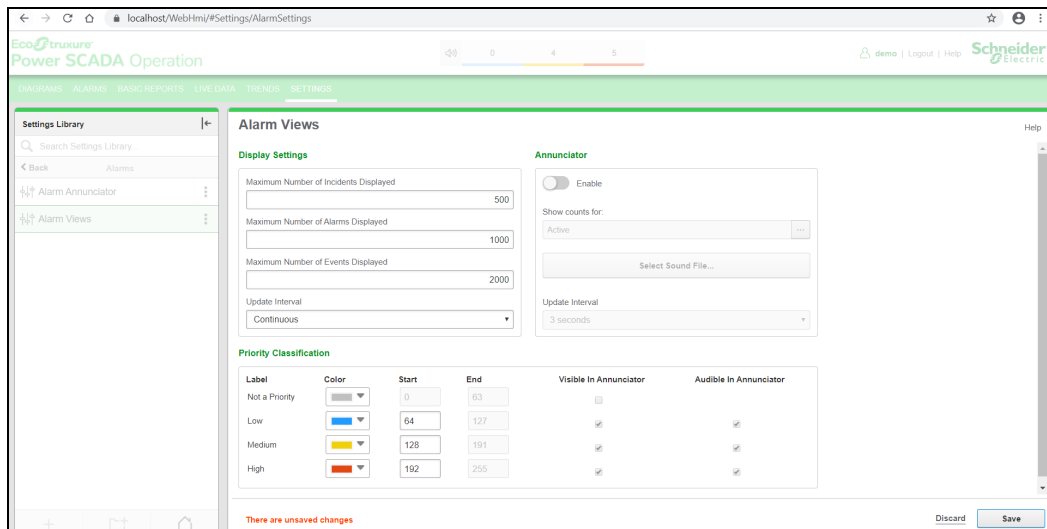 localhost/WebHmi/#Settings/AlarmSettings
EcoStruxure™
Power SCADA Operation
0 4 5
demo | Logout | Help
Schneider
Electric
DIAGRAMS ALARMS BASIC REPORTS LIVE DATA TRENDS SETTINGS
Settings Library
Search Settings Library
Back Alarms
Alarm Annunciator
Alarm Views
Alarm Views
Help
Display Settings
Maximum Number of Incidents Displayed
500
Maximum Number of Alarms Displayed
1000
Maximum Number of Events Displayed
2000
Update Interval
Continuous
Annunciator
Enable
Show counts for:
Active ...
Select Sound File...
Update Interval
3 seconds
Priority Classification
Label Color Start End Visible In Annunciator Audible In Annunciator
Not a Priority 0 63
Low 64 127
Medium 128 191
High 192 255
There are unsaved changes
Discard Save